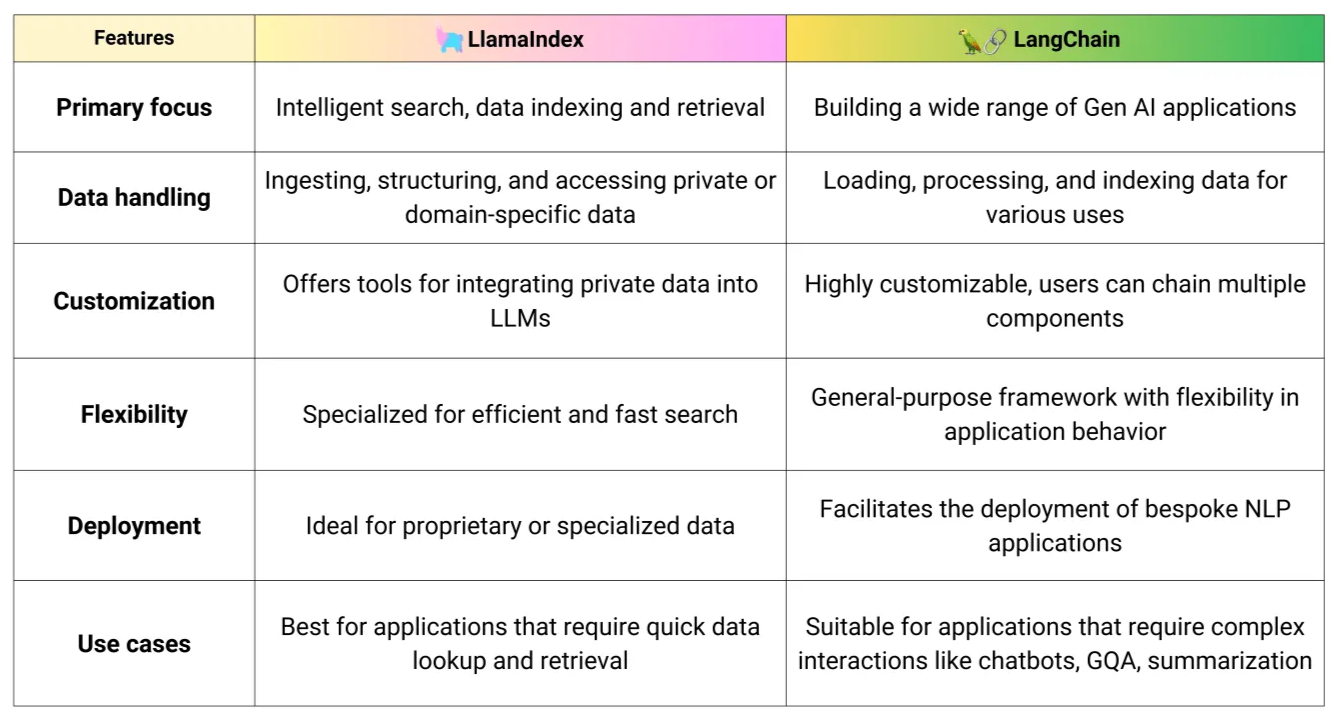 Features
LlamaIndex
LangChain
Primary focus
Intelligent search, data indexing and retrieval
Building a wide range of Gen AI applications
Data handling
Ingesting, structuring, and accessing private or
domain-specific data
Loading, processing, and indexing data for
various uses
Customization
Offers tools for integrating private data into
LLMs
Highly customizable, users can chain multiple
components
Flexibility
Specialized for efficient and fast search
General-purpose framework with flexibility in
application behavior
Deployment
Ideal for proprietary or specialized data
Facilitates the deployment of bespoke NLP
applications
Use cases
Best for applications that require quick data
lookup and retrieval
Suitable for applications that require complex
interactions like chatbots, GQA, summarization